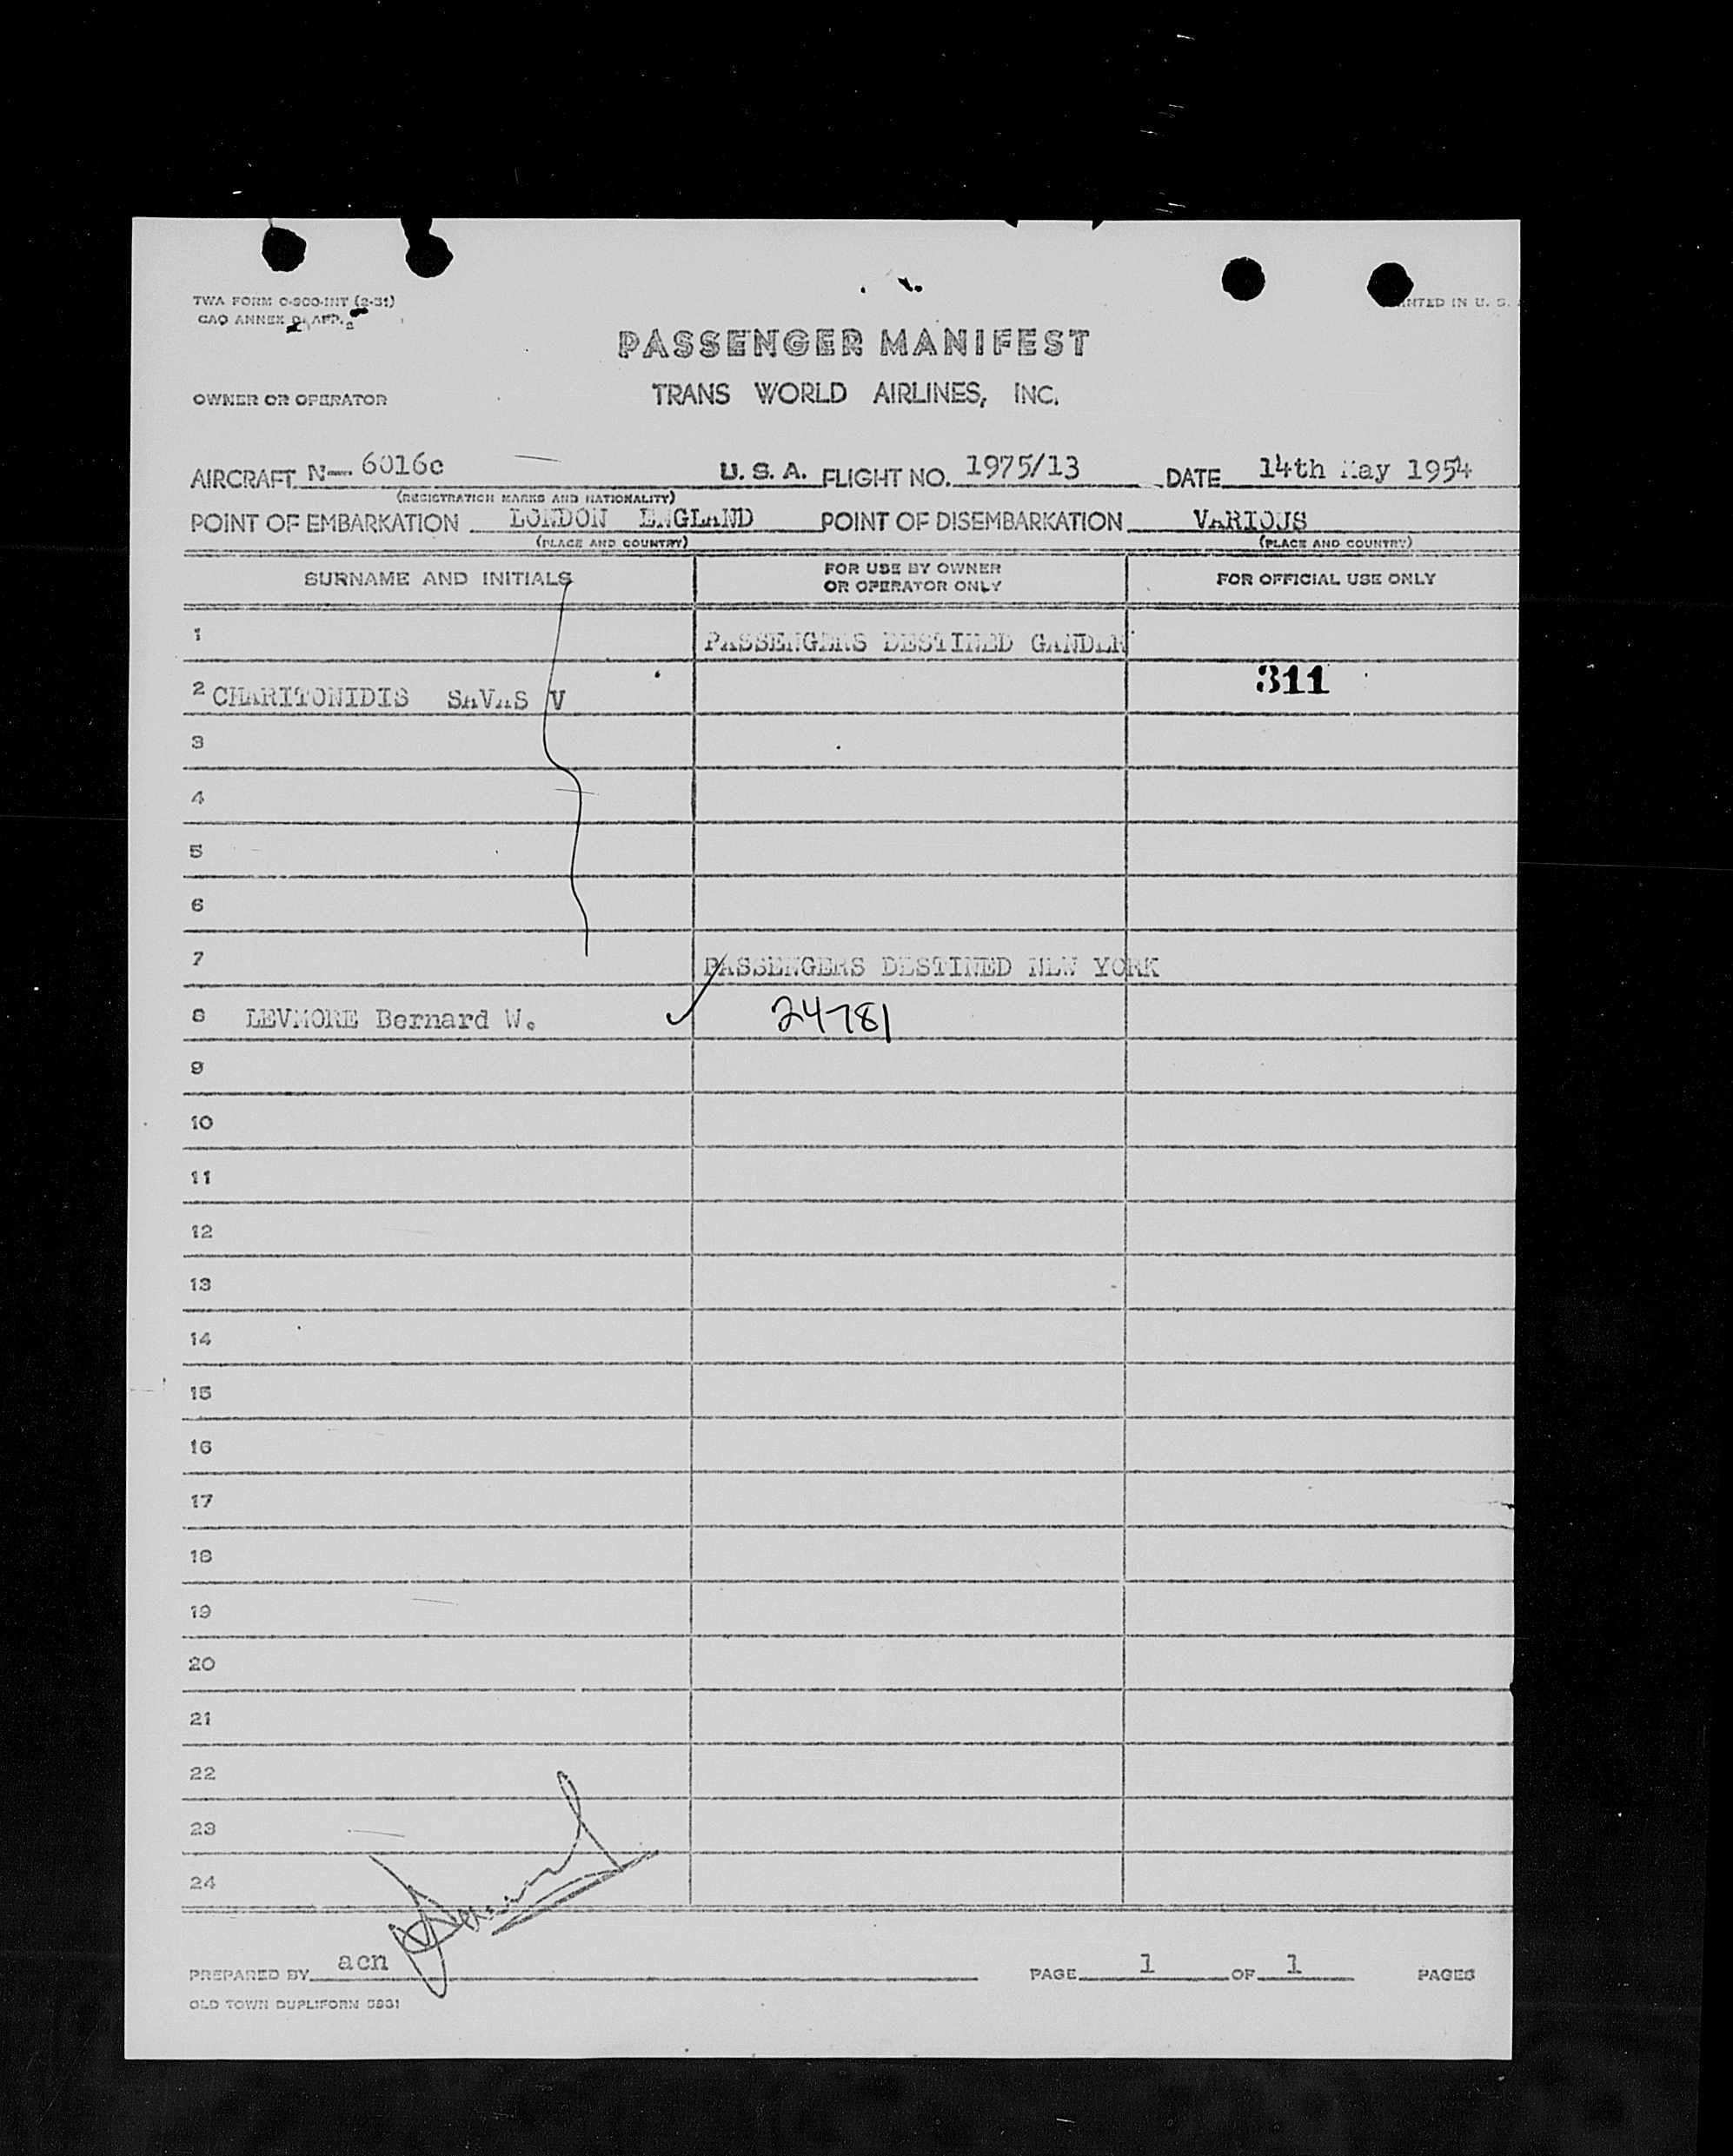 TWA FORM
CAO ANNEX
PRINTED IN U. S.
PASSENGER MANIFEST
OWNER OR OPERATOR TRANS WORLD AIRLINES, INC.
AIRCRAFT N— 6016c U. S. A. FLIGHT NO. 1975/13 DATE 14th May 1954
(REGISTRATION MARKS AND NATIONALITY)
POINT OF EMBARKATION LONDON ENGLAND POINT OF DISEMBARKATION VARIOUS
(PLACE AND COUNTRY) (PLACE AND COUNTRY)
SURNAME AND INITIALS FOR USE BY OWNER OR OPERATOR ONLY FOR OFFICIAL USE ONLY
1 PASSENGERS DESTINED GANDER
2 CHARITONIDIS SAVAS V 311
3
4
5
6
7 PASSENGERS DESTINED NEW YORK
8 LEVMORE Bernard W. 24781
9
10
11
12
13
14
15
16
17
18
19
20
21
22
23
24
PREPARED BY acn PAGE 1 OF 1 PAGES
OLD TOWN DUPLIFORM